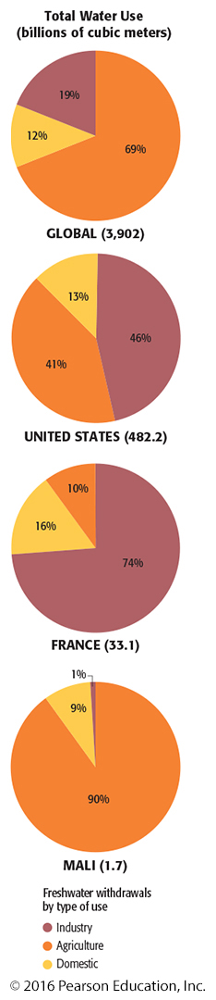 Total Water Use
(billions of cubic meters)
19%
12%
69%
GLOBAL (3,902)
13%
46%
41%
UNITED STATES (482.2)
10%
16%
74%
FRANCE (33.1)
1%
9%
90%
MALI (1.7)
Freshwater withdrawals
by type of use
Industry
Agriculture
Domestic
© 2016 Pearson Education, Inc.